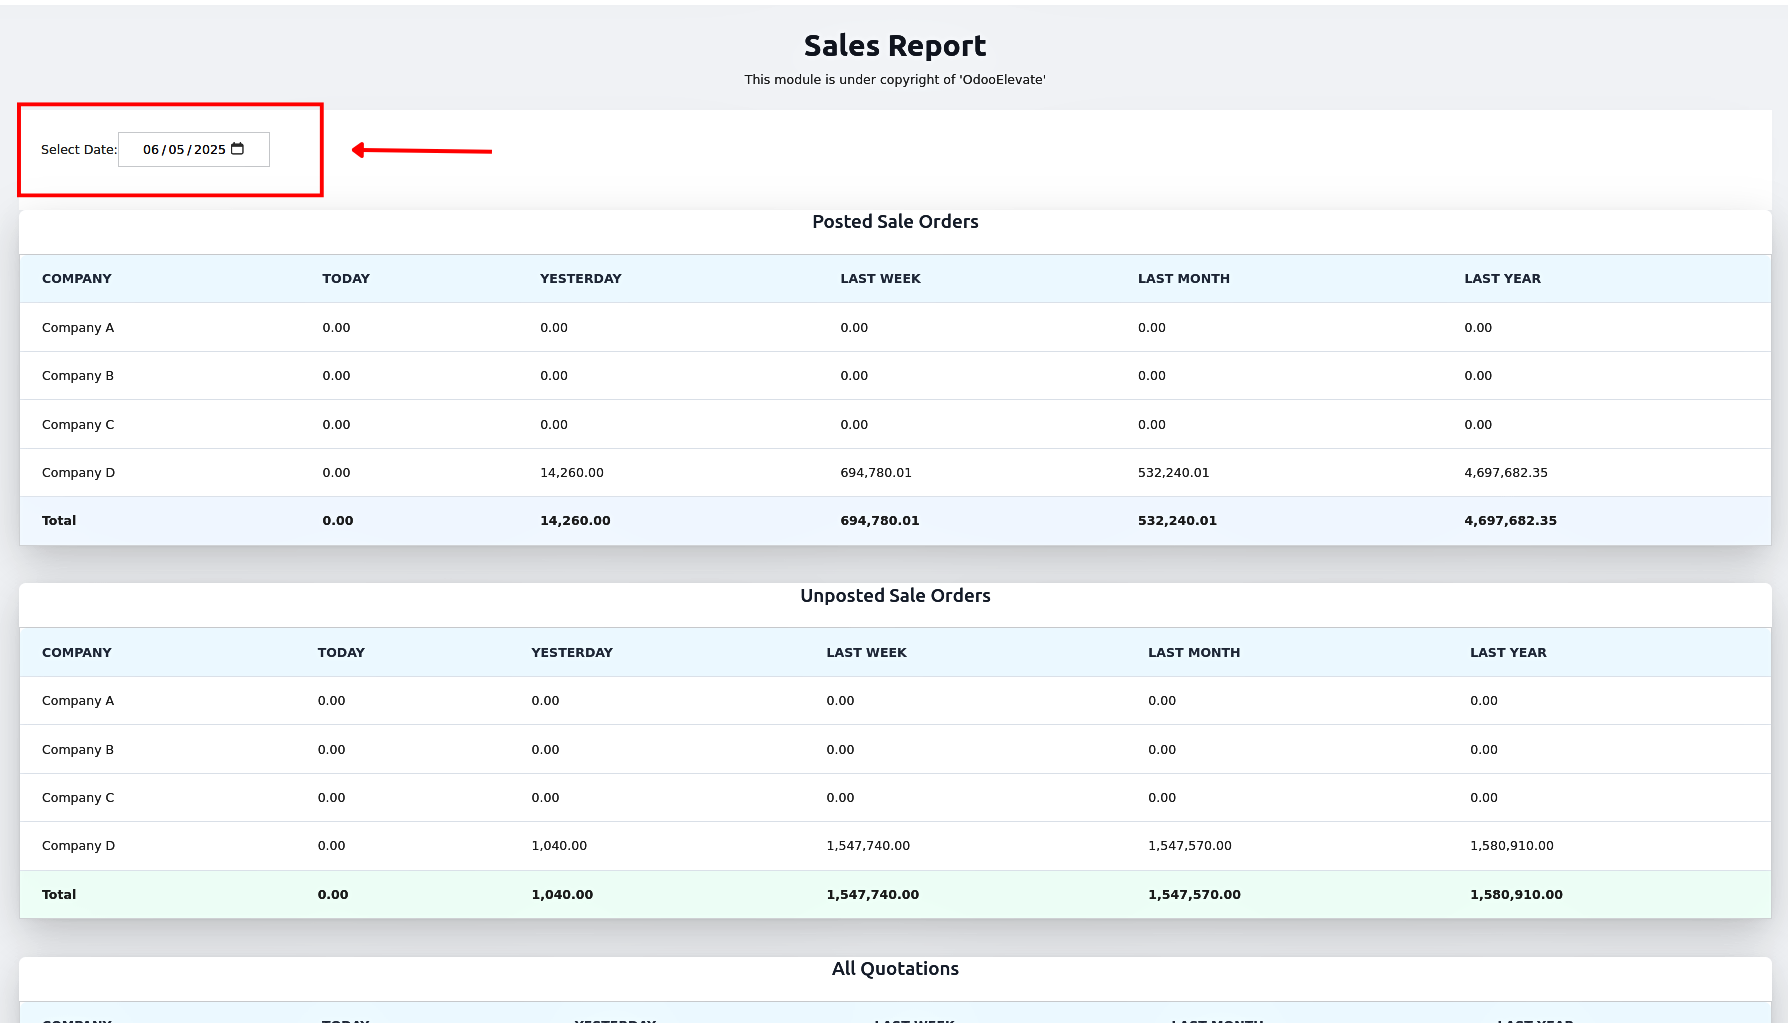 Sales Report
This module is under copyright of 'OdooElevate'
Select Date: 06/05/2025
Posted Sale Orders
COMPANY TODAY YESTERDAY LAST WEEK LAST MONTH LAST YEAR
Company A 0.00 0.00 0.00 0.00 0.00
Company B 0.00 0.00 0.00 0.00 0.00
Company C 0.00 0.00 0.00 0.00 0.00
Company D 0.00 14,260.00 694,780.01 532,240.01 4,697,682.35
Total 0.00 14,260.00 694,780.01 532,240.01 4,697,682.35
Unposted Sale Orders
COMPANY TODAY YESTERDAY LAST WEEK LAST MONTH LAST YEAR
Company A 0.00 0.00 0.00 0.00 0.00
Company B 0.00 0.00 0.00 0.00 0.00
Company C 0.00 0.00 0.00 0.00 0.00
Company D 0.00 1,040.00 1,547,740.00 1,547,570.00 1,580,910.00
Total 0.00 1,040.00 1,547,740.00 1,547,570.00 1,580,910.00
All Quotations
COMPANY TODAY YESTERDAY LAST WEEK LAST MONTH LAST YEAR